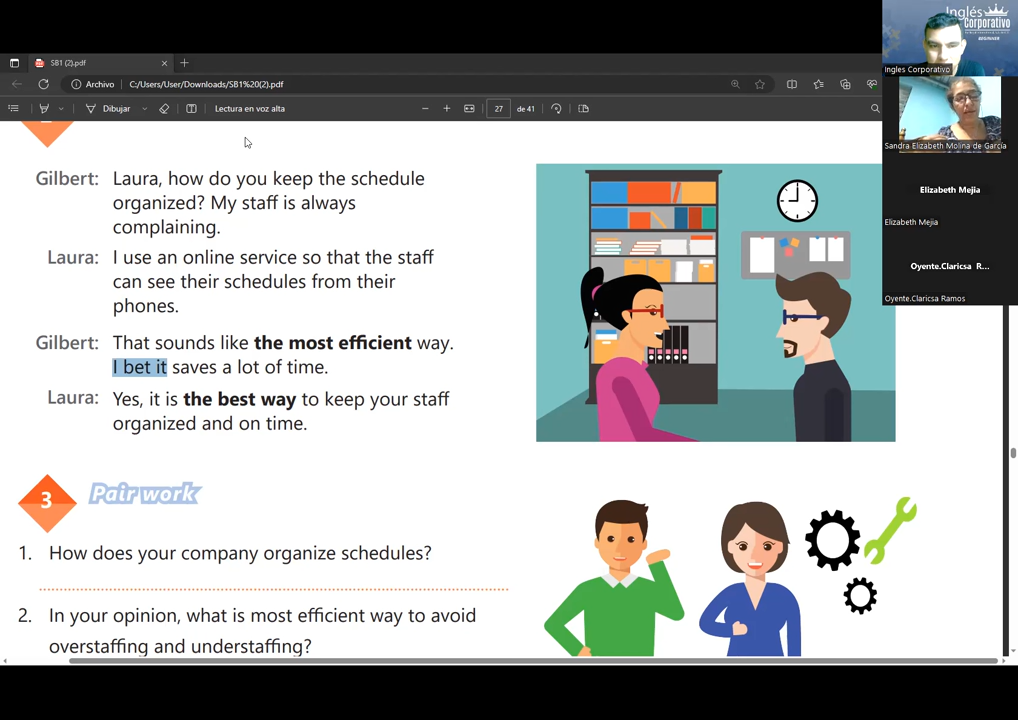 SB1 (2).pdf
Archivo
C:/Users/User/Downloads/SB1%20(2).pdf
Dibujar
Lectura en voz alta
27
de 41
Gilbert: Laura, how do you keep the schedule
organized? My staff is always
complaining.
Laura: I use an online service so that the staff
can see their schedules from their
phones.
Gilbert: That sounds like the most efficient way.
I bet it saves a lot of time.
Laura: Yes, it is the best way to keep your staff
organized and on time.
3
Pair work
1. How does your company organize schedules?
2. In your opinion, what is most efficient way to avoid
overstaffing and understaffing?
Inglés
Corporativo
BEGINNER
Ingles Corporativo
Sandra Elizabeth Molina de García
Elizabeth Mejia
Elizabeth Mejia
Oyente.Claricsa R...
Oyente.Claricsa Ramos